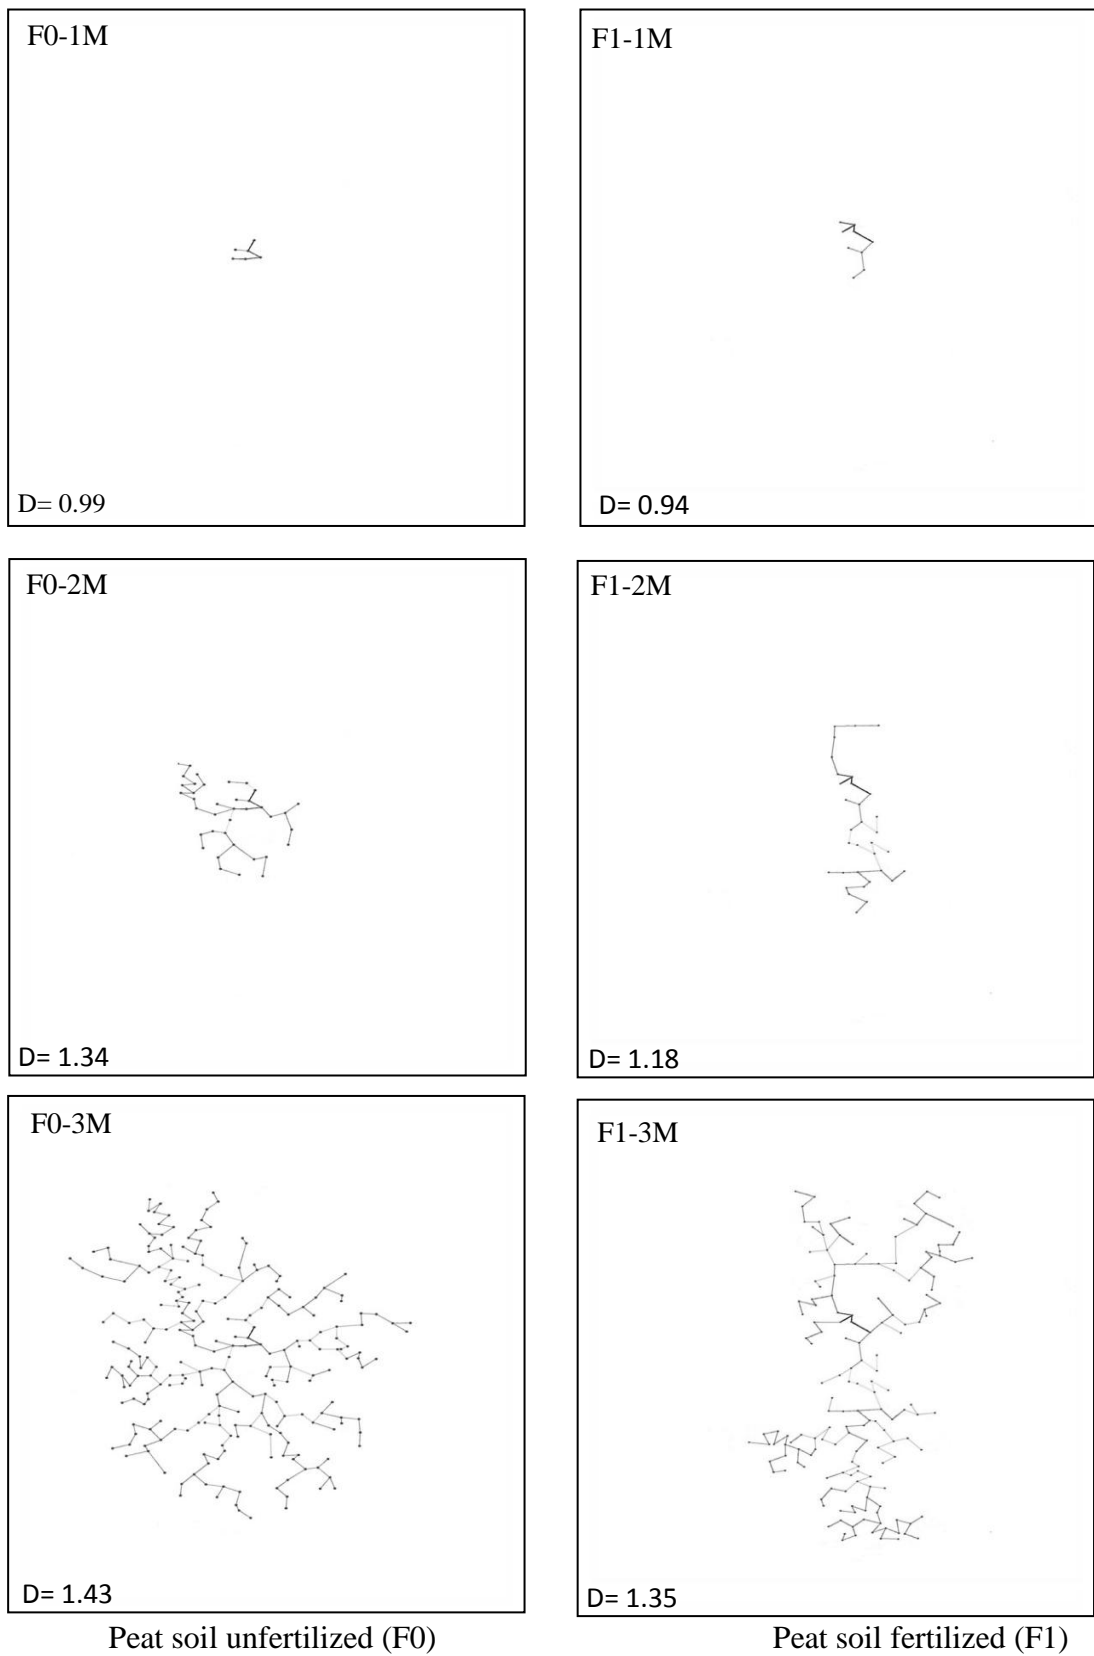 F0-1M
F1-1M
D= 0.99
D= 0.94
F0-2M
F1-2M
D= 1.34
D= 1.18
F0-3M
F1-3M
D= 1.43
D= 1.35
Peat soil unfertilized (F0)
Peat soil fertilized (F1)